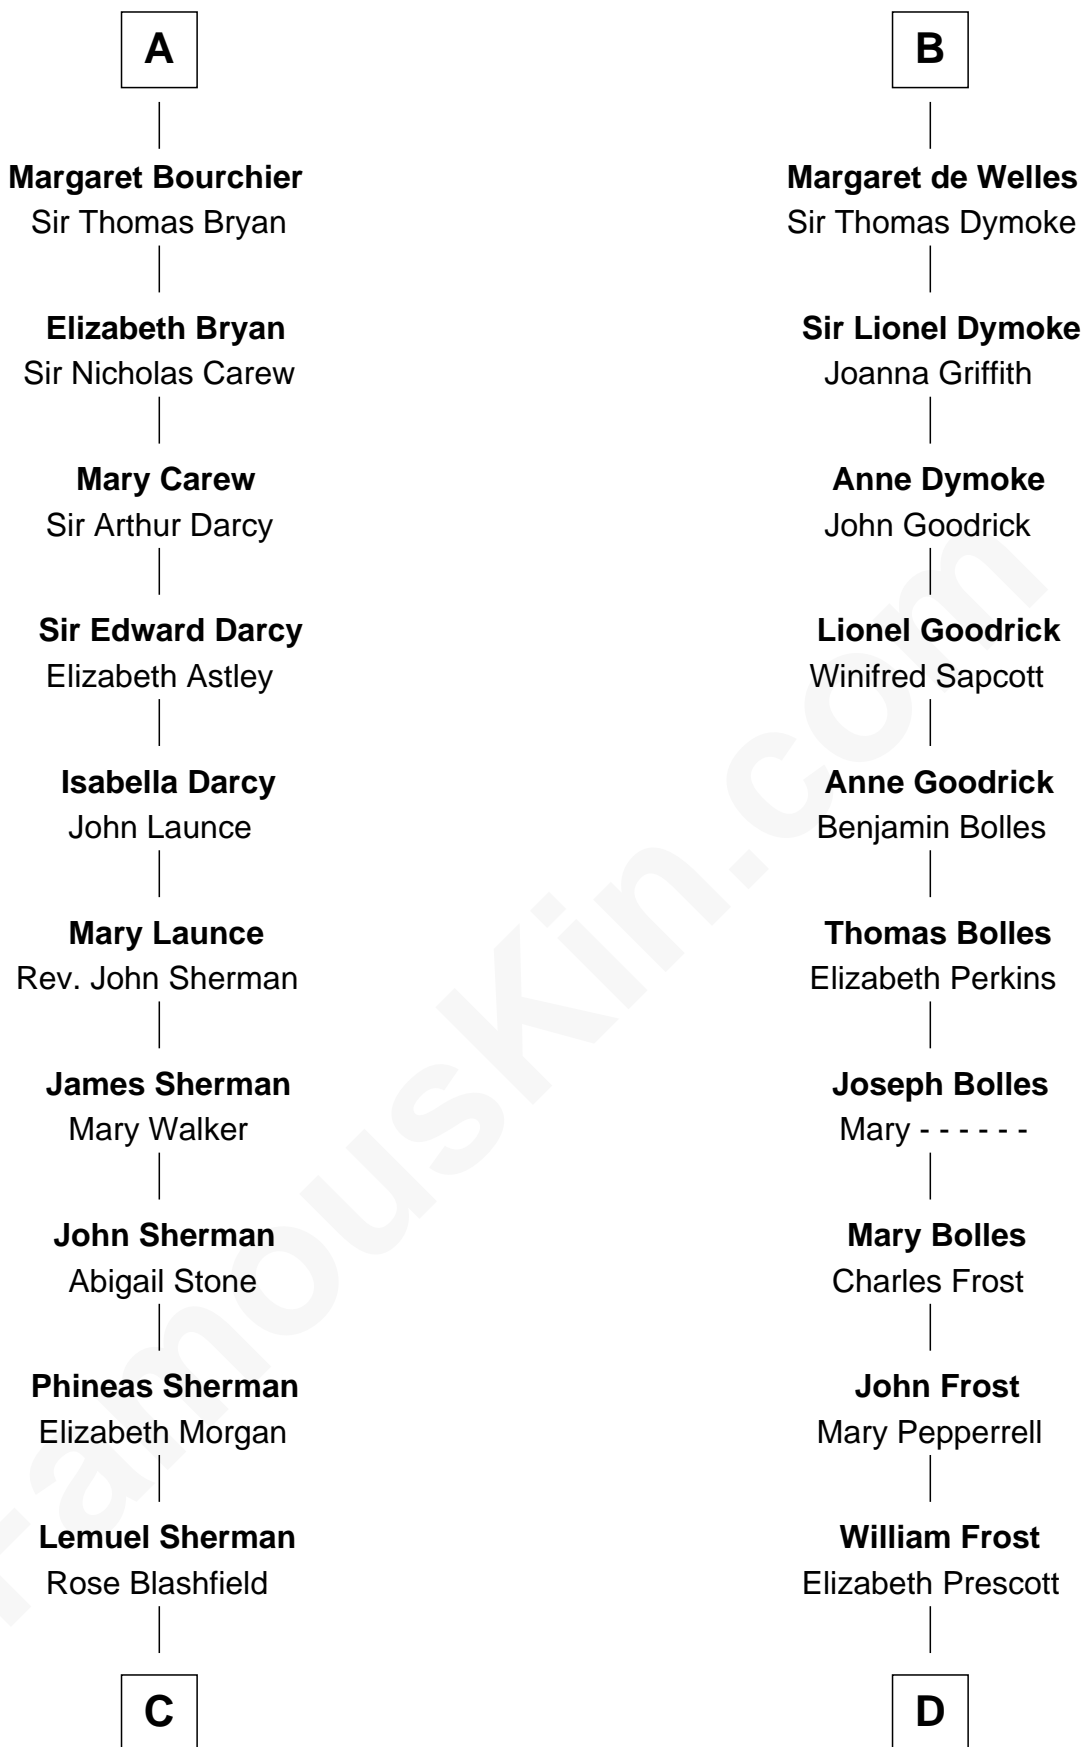 A
Margaret Bourchier
Sir Thomas Bryan
Elizabeth Bryan
Sir Nicholas Carew
Mary Carew
Sir Arthur Darcy
Sir Edward Darcy
Elizabeth Astley
Isabella Darcy
John Launce
Mary Launce
Rev. John Sherman
James Sherman
Mary Walker
John Sherman
Abigail Stone
Phineas Sherman
Elizabeth Morgan
Lemuel Sherman
Rose Blashfield
C
B
Margaret de Welles
Sir Thomas Dymoke
Sir Lionel Dymoke
Joanna Griffith
Anne Dymoke
John Goodrick
Lionel Goodrick
Winifred Sapcott
Anne Goodrick
Benjamin Bolles
Thomas Bolles
Elizabeth Perkins
Joseph Bolles
Mary - - - - - -
Mary Bolles
Charles Frost
John Frost
Mary Pepperrell
William Frost
Elizabeth Prescott
D
FamousKin.com